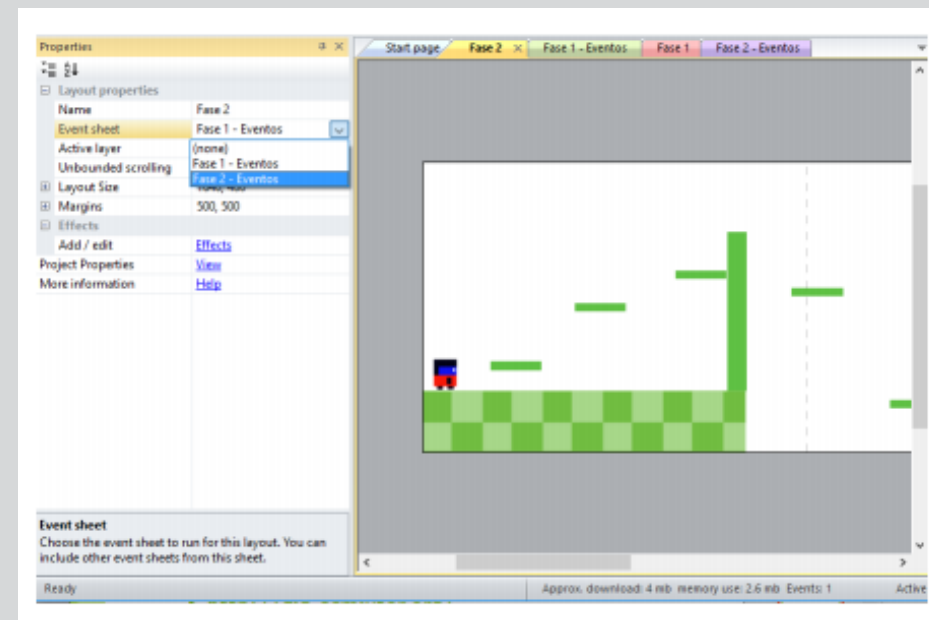 Properties
Start page Fase 2 × Fase 1 - Eventos Fase 1 Fase 2 - Eventos
Layout properties
Name Fase 2
Event sheet Fase 1 - Eventos
Active layer (none)
Fase 1 - Eventos
Unbounded scrolling
Fase 2 - Eventos
Layout Size
Margins 500, 500
Effects
Add / edit Effects
Project Properties View
More information Help
Event sheet
Choose the event sheet to run for this layout. You can
include other event sheets from this sheet.
Ready Approx. download: 4 mb memory use: 2.6 mb Events: 1 Active